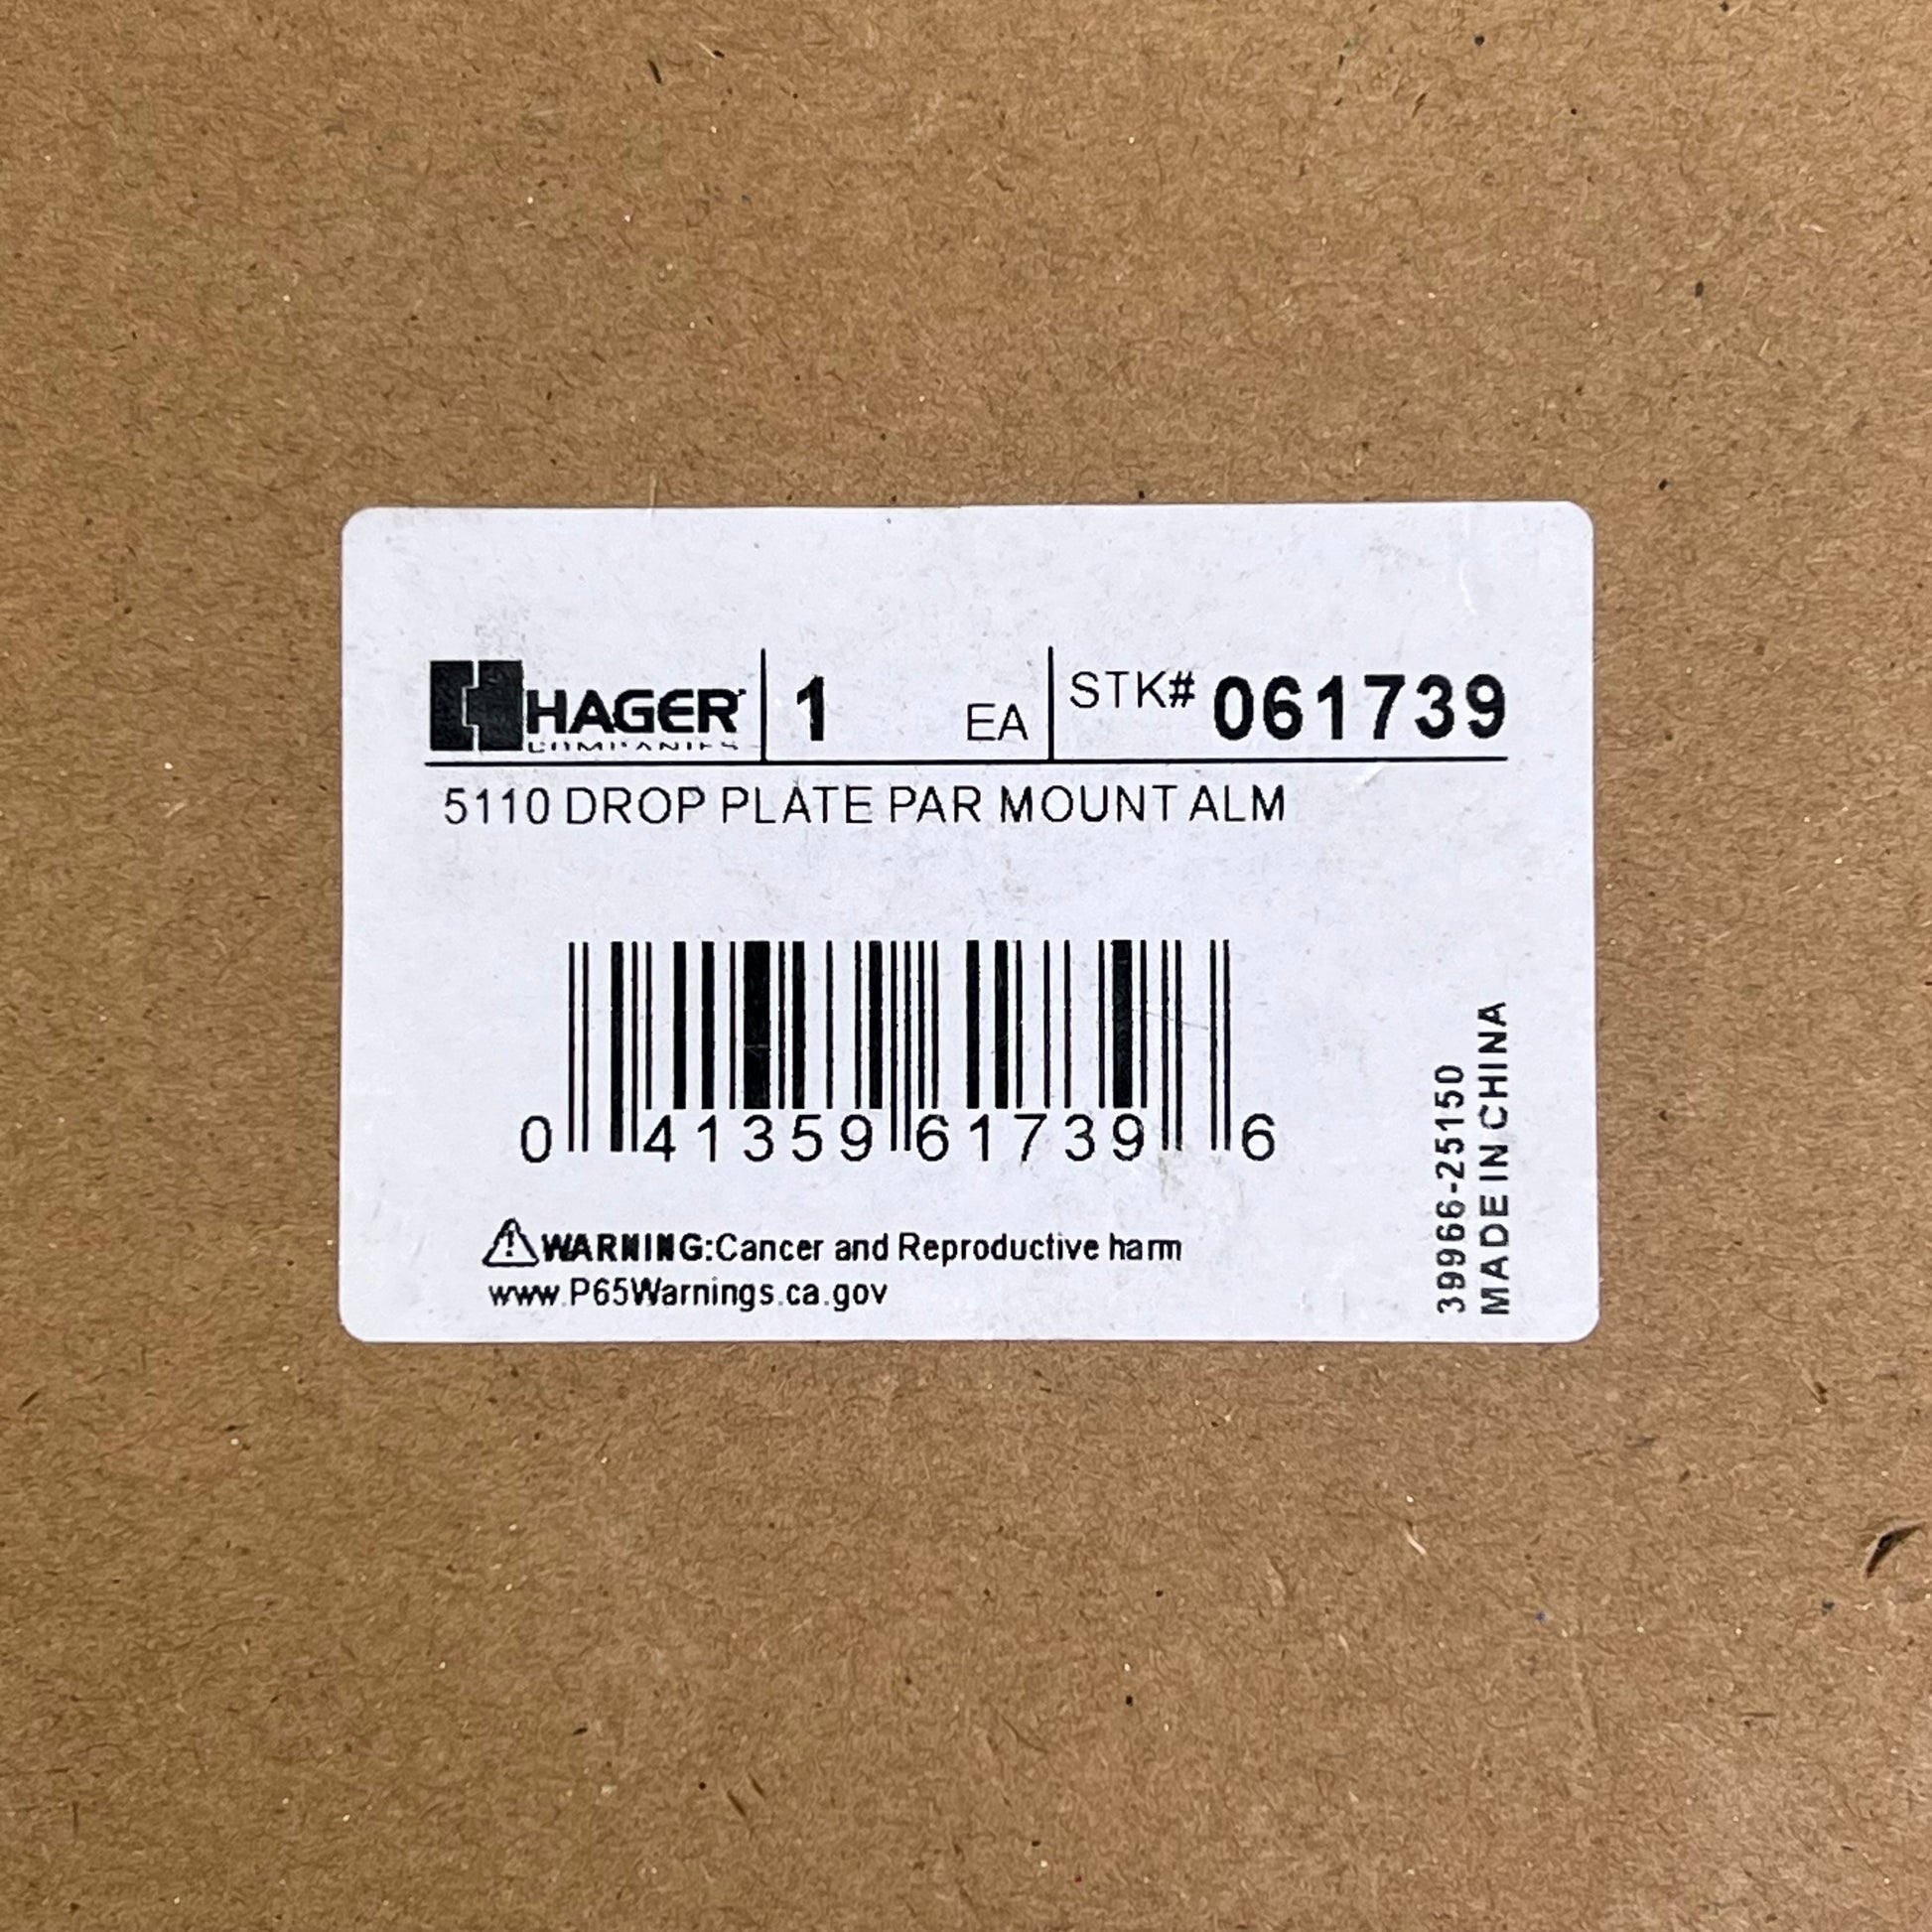 HAGER
COMPANIES
1 EA
STK# 061739
5110 DROP PLATE PAR MOUNT ALM
0 41359 61739 6
WARNING:Cancer and Reproductive harm
www.P65Warnings.ca.gov
39966-25150
MADE IN CHINA